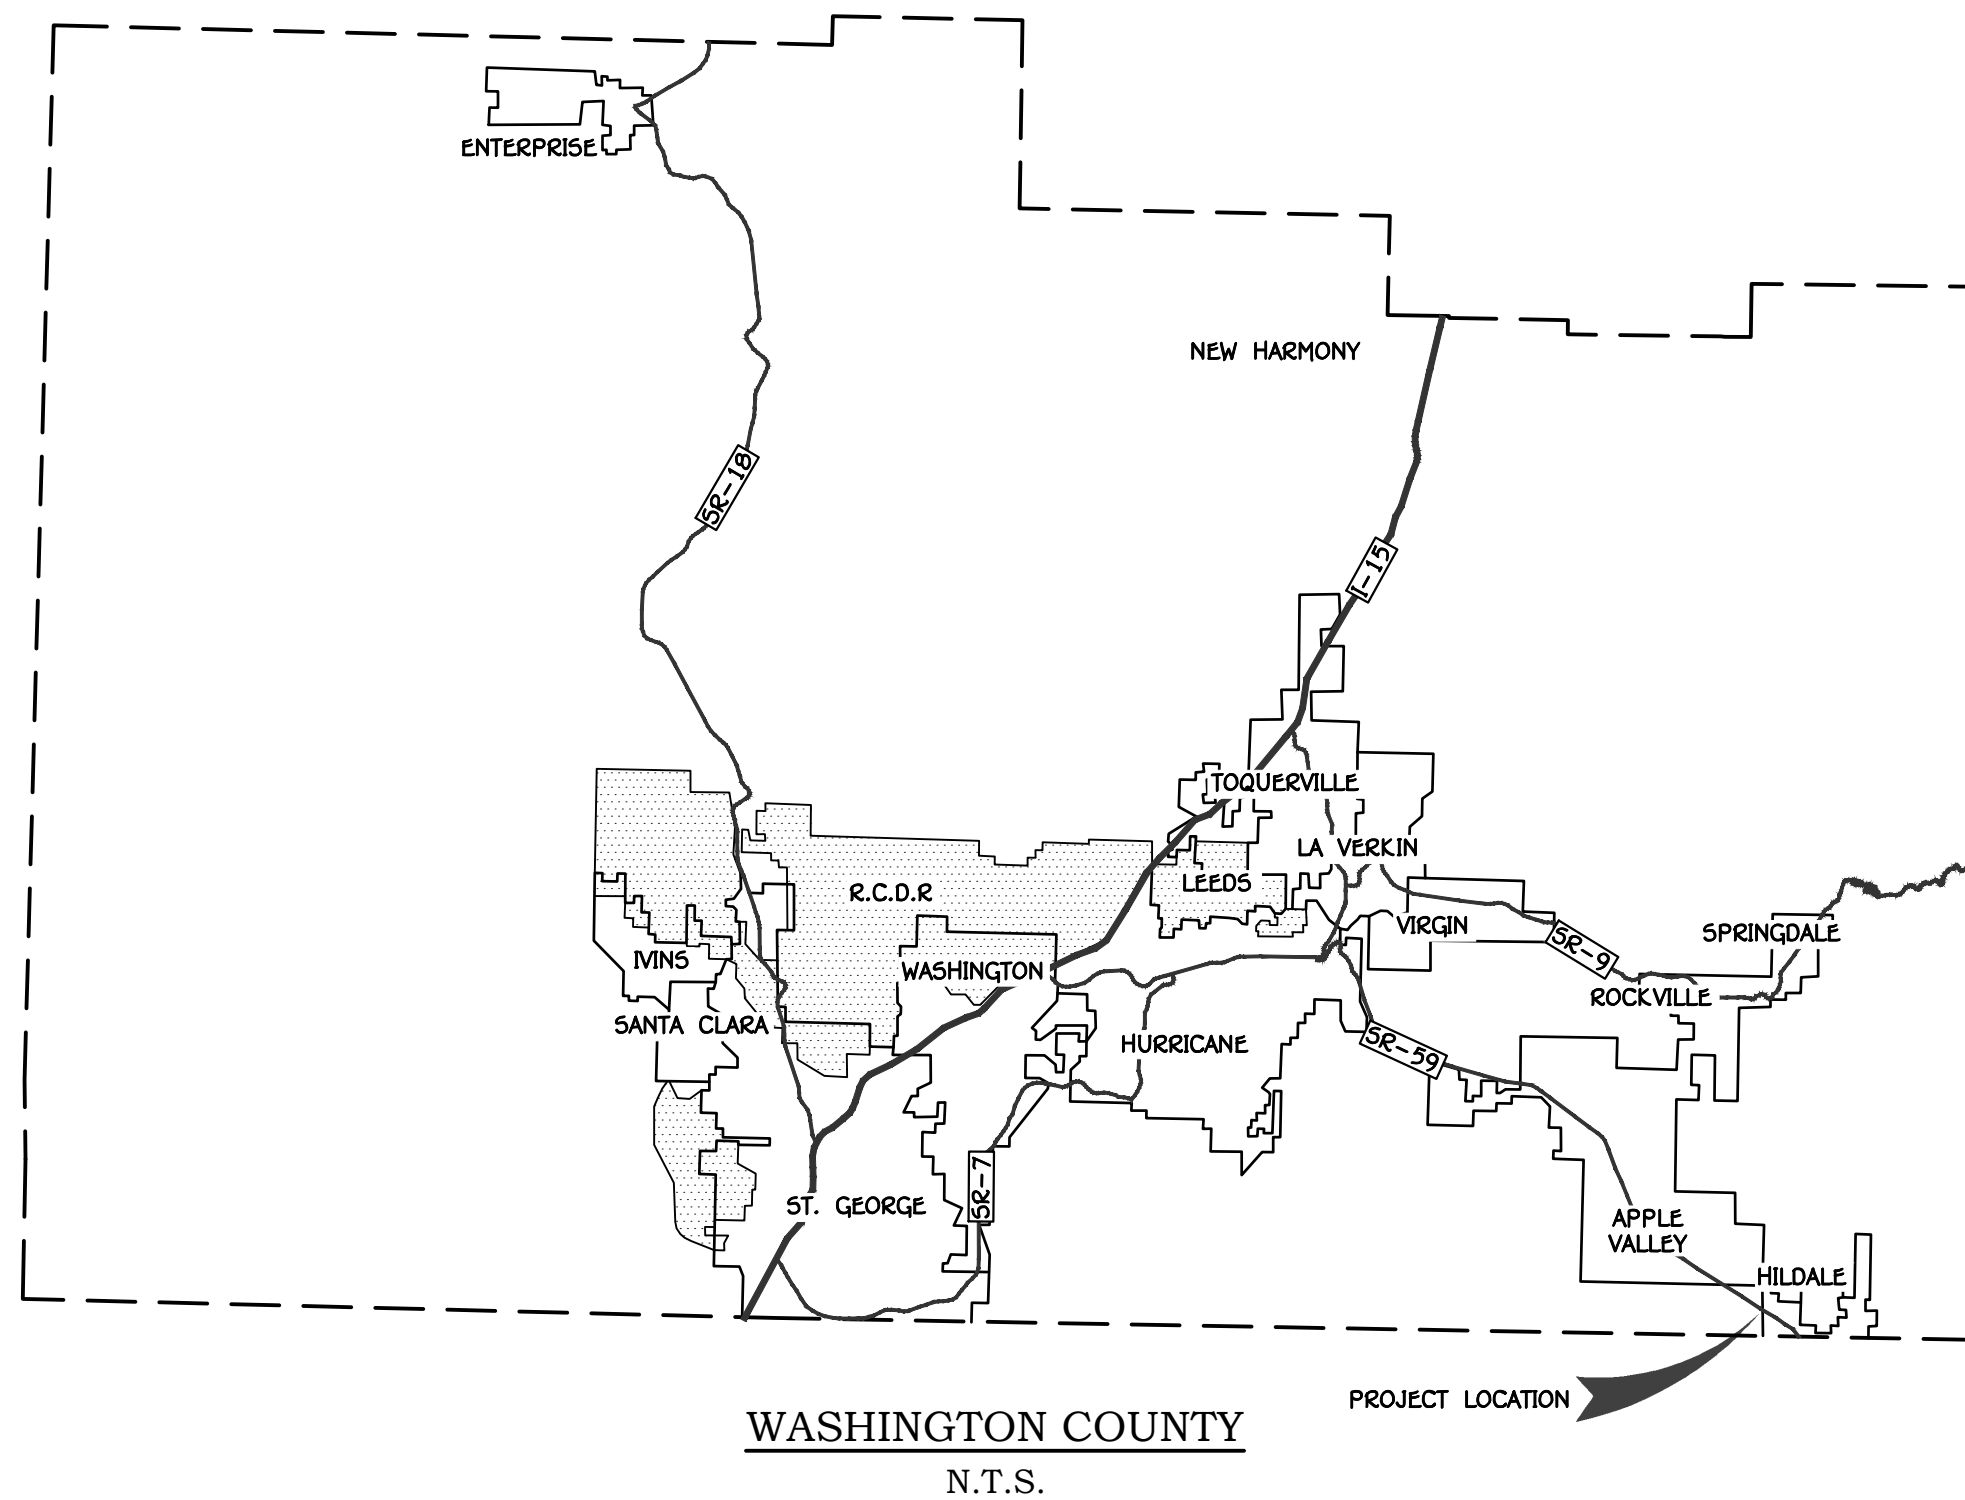 ENTERPRISE
NEW HARMONY
SR-18
I-15
TOQUERVILLE
LA VERKIN
LEEDS
R.C.D.R
VIRGIN
SPRINGDALE
SR-9
IVINS
WASHINGTON
ROCKVILLE
SANTA CLARA
HURRICANE
SR-59
SR-7
ST. GEORGE
APPLE
VALLEY
HILDALE
PROJECT LOCATION
WASHINGTON COUNTY
N.T.S.